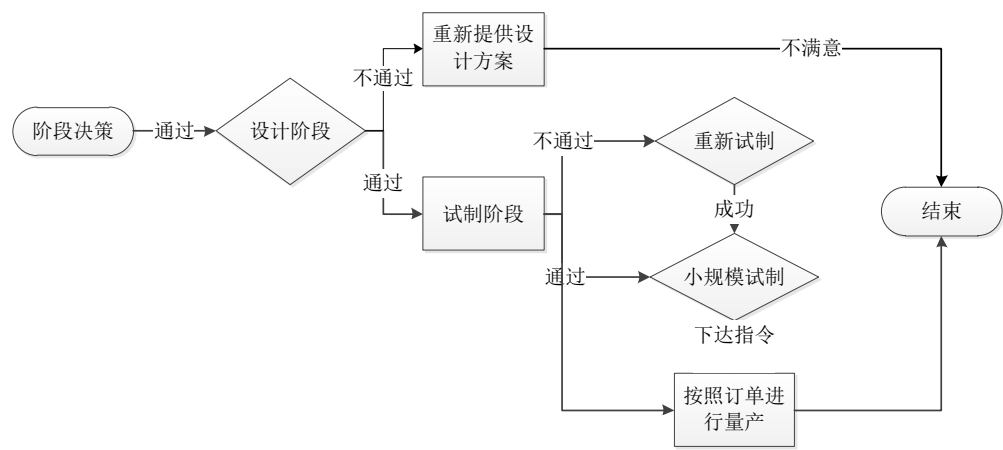 重新提供设
计方案
不满意
不通过
阶段决策
通过
设计阶段
不通过
重新试制
通过
试制阶段
成功
结束
通过
小规模试制
下达指令
按照订单进
行量产